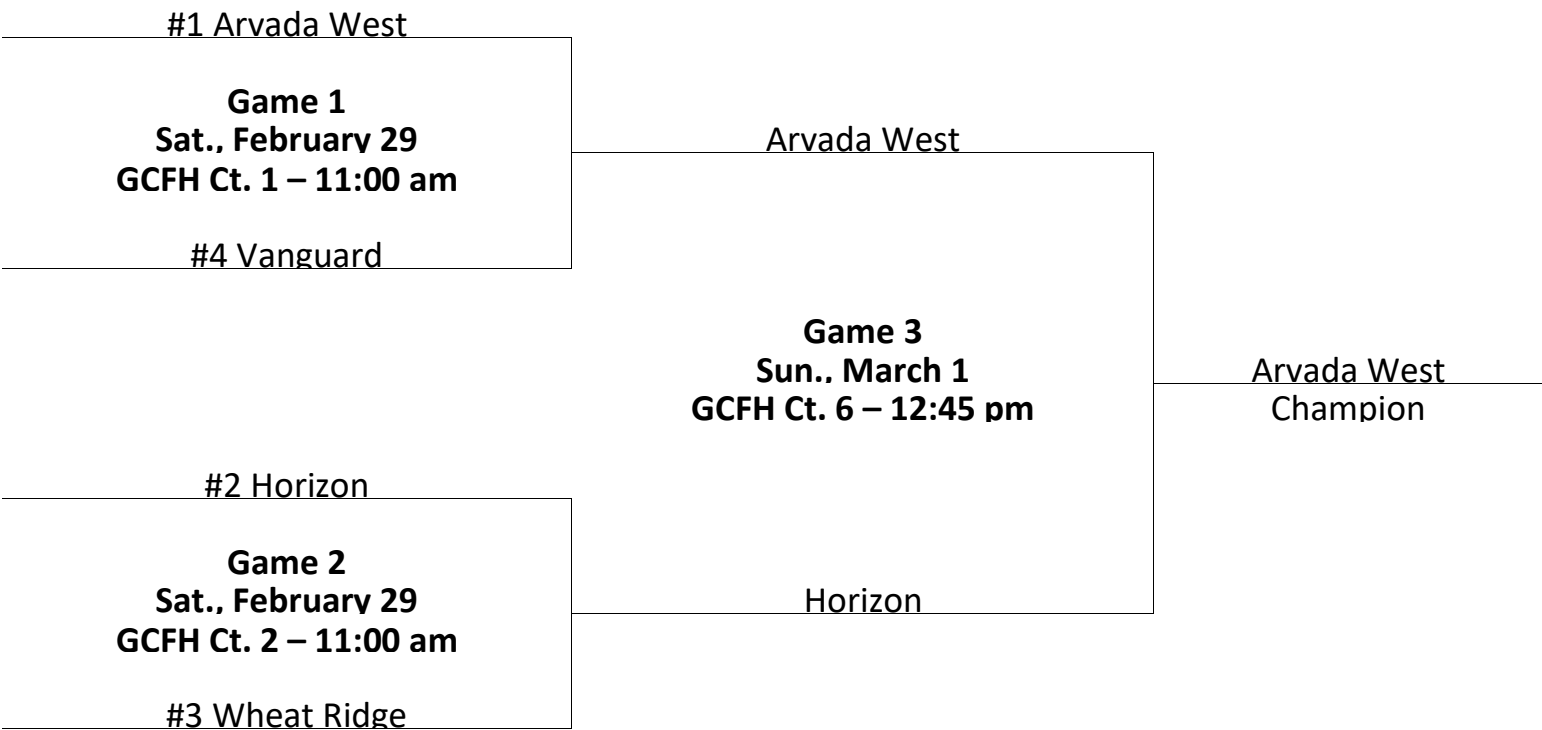 #1 Arvada West
Game 1
Sat., February 29
GCFH Ct. 1 – 11:00 am
#4 Vanguard
Arvada West
Game 3
Sun., March 1
GCFH Ct. 6 – 12:45 pm
Arvada West
Champion
#2 Horizon
Game 2
Sat., February 29
GCFH Ct. 2 – 11:00 am
#3 Wheat Ridge
Horizon